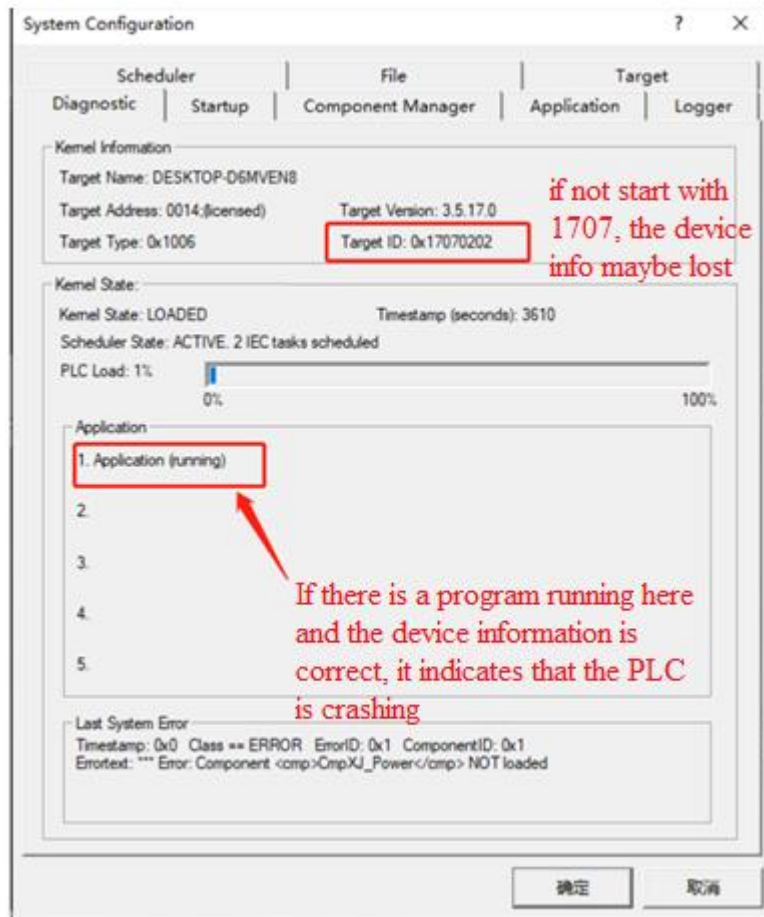 System Configuration ? ×
Scheduler File Target
Diagnostic Startup Component Manager Application Logger
Kernel Information
Target Name: DESKTOP-D6MVEN8
Target Address: 0014;(licensed) Target Version: 3.5.17.0
Target Type: 0x1006 Target ID: 0x17070202
if not start with
1707, the device
info maybe lost
Kernel State:
Kernel State: LOADED Timestamp (seconds): 3610
Scheduler State: ACTIVE. 2 IEC tasks scheduled
PLC Load: 1%
0% 100%
Application
1. Application (running)
2.
3.
4.
5.
If there is a program running here
and the device information is
correct, it indicates that the PLC
is crashing
Last System Error
Timestamp: 0x0 Class == ERROR ErrorID: 0x1 ComponentID: 0x1
Errortext: *** Error: Component <cmp>CmpXJ_Power</cmp> NOT loaded
确定 取消